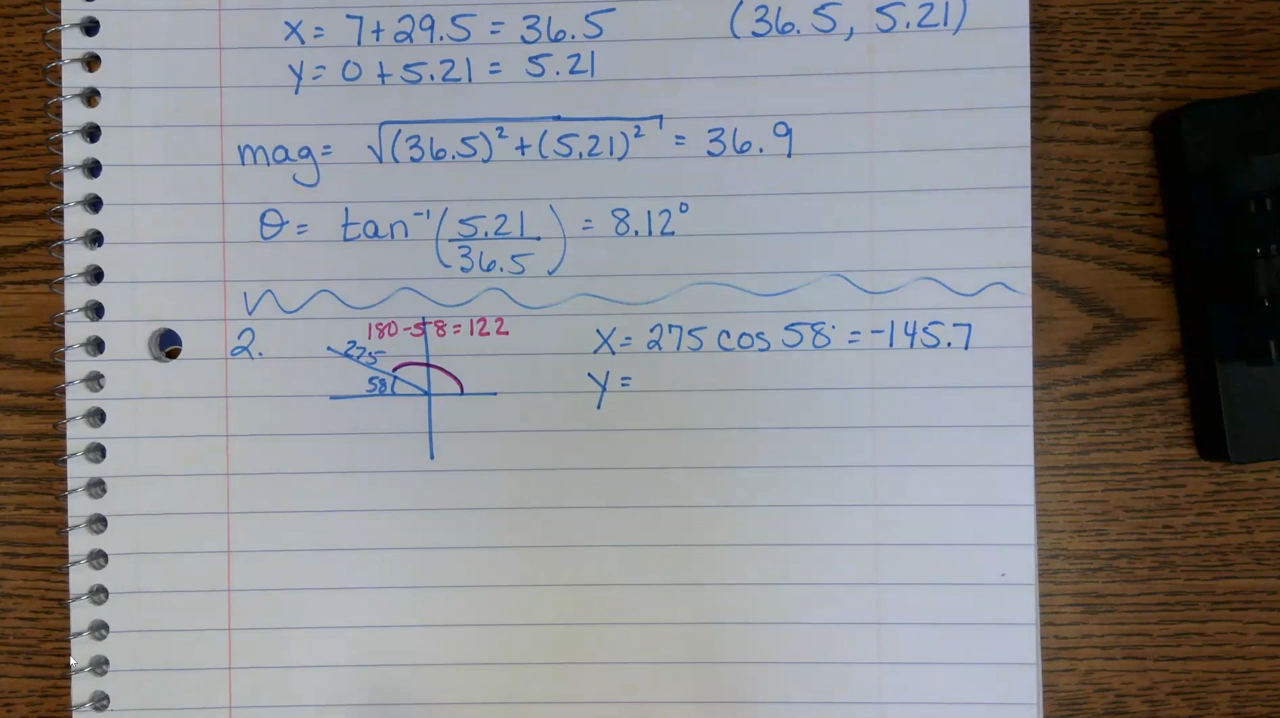 x = 7+29.5 = 36.5 (36.5, 5.21)
y = 0 + 5.21 = 5.21
mag = √(36.5)² + (5.21)² = 36.9
θ = tan⁻¹(5.21/36.5) = 8.12°
2. 180-58=122 x = 275 cos 58° = -145.7
275
58 y =